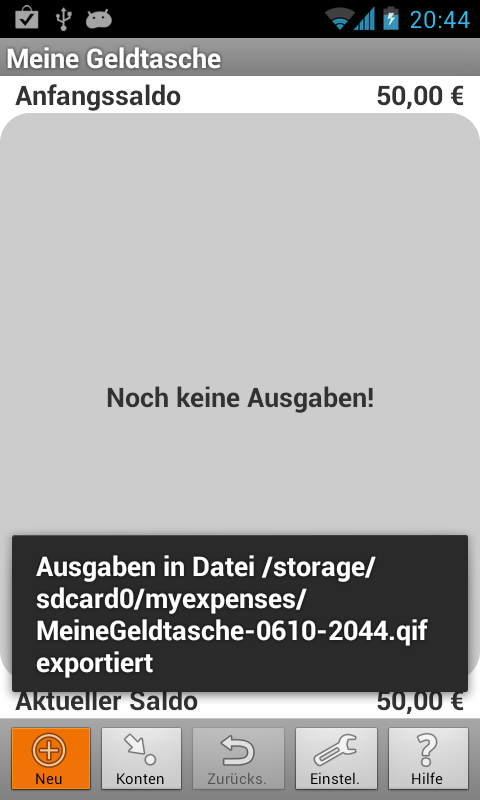 20:44
Meine Geldtasche
Anfangssaldo 50,00 €
Noch keine Ausgaben!
Ausgaben in Datei /storage/
sdcard0/myexpenses/
MeineGeldtasche-0610-2044.qif
exportiert
Aktueller Saldo 50,00 €
Neu Konten Zurücks. Einstel. Hilfe